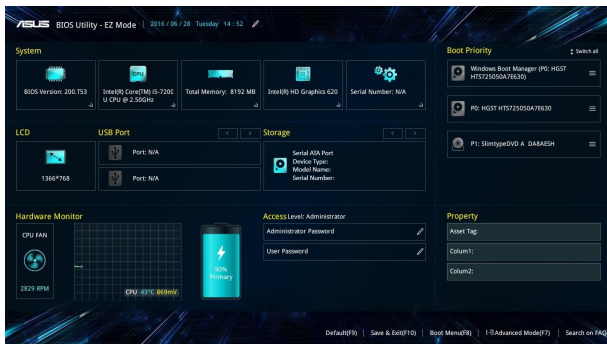 ASUS BIOS Utility - EZ Mode 2016 / 06 / 28 Tuesday 14 : 52
System
BIOS Version: 200.T53
CPU
Intel(R) Core(TM) i5-7200
U CPU @ 2.50GHz
Total Memory: 8192 MB
Intel(R) HD Graphics 620
Serial Number: N/A
Boot Priority
Switch all
Windows Boot Manager (P0: HGST
HTS725050A7E630)
P0: HGST HTS725050A7E630
P1: SlimtypeDVD A DA8AESH
LCD
1366*768
USB Port
Port: N/A
Port: N/A
Storage
Serial ATA Port
Device Type:
Model Name:
Serial Number:
Hardware Monitor
CPU FAN
2829 RPM
CPU 43°C 869mV
90%
Primary
Access Level: Administrator
Administrator Password
User Password
Property
Asset Tag:
Colum1:
Colum2:
Default(F9) | Save & Exit(F10) | Boot Menu(F8) | Advanced Mode(F7) | Search on FAQ